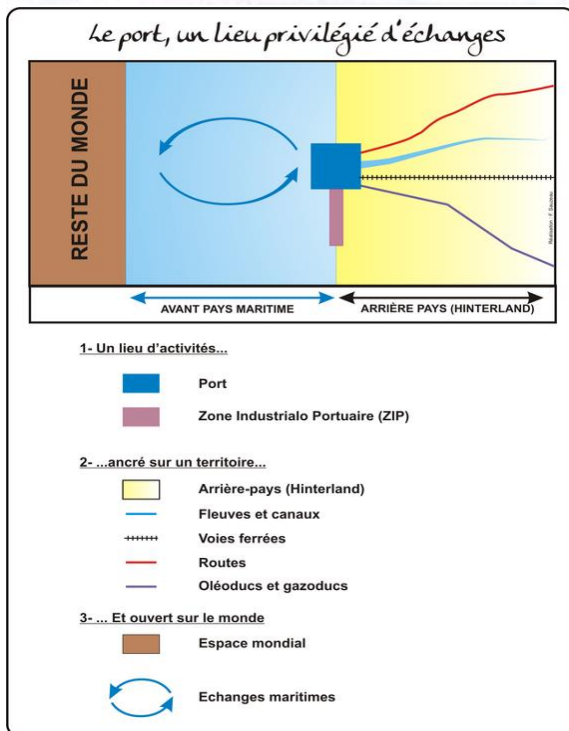 Le port, un lieu privilégié d'échanges
RESTE DU MONDE
Réalisation : F. Sauzeau
AVANT PAYS MARITIME
ARRIÈRE PAYS (HINTERLAND)
1- Un lieu d'activités...
Port
Zone Industrialo Portuaire (ZIP)
2- ...ancré sur un territoire...
Arrière-pays (Hinterland)
Fleuves et canaux
Voies ferrées
Routes
Oléoducs et gazoducs
3- ... Et ouvert sur le monde
Espace mondial
Echanges maritimes